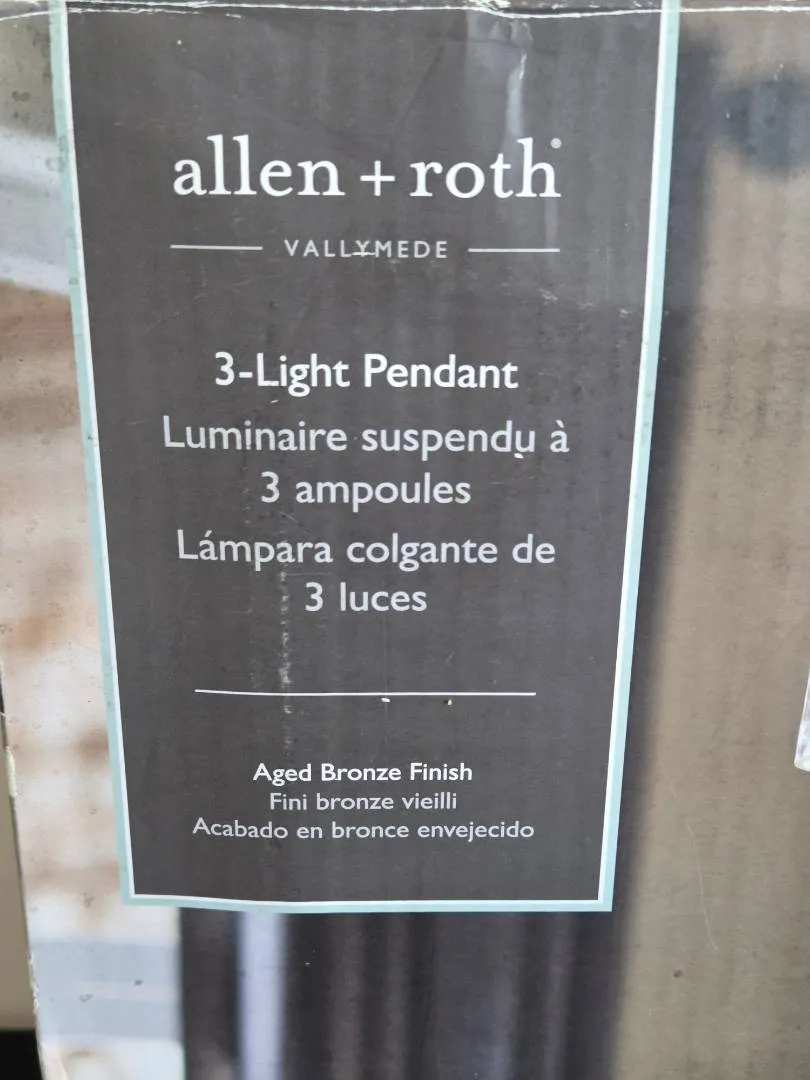 allen + roth®
VALLYMEDE
3-Light Pendant
Luminaire suspendu à
3 ampoules
Lámpara colgante de
3 luces
Aged Bronze Finish
Fini bronze vieilli
Acabado en bronce envejecido